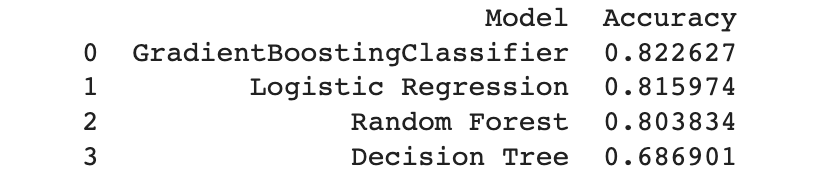 Model Accuracy
0 GradientBoostingClassifier 0.822627
1 Logistic Regression 0.815974
2 Random Forest 0.803834
3 Decision Tree 0.686901